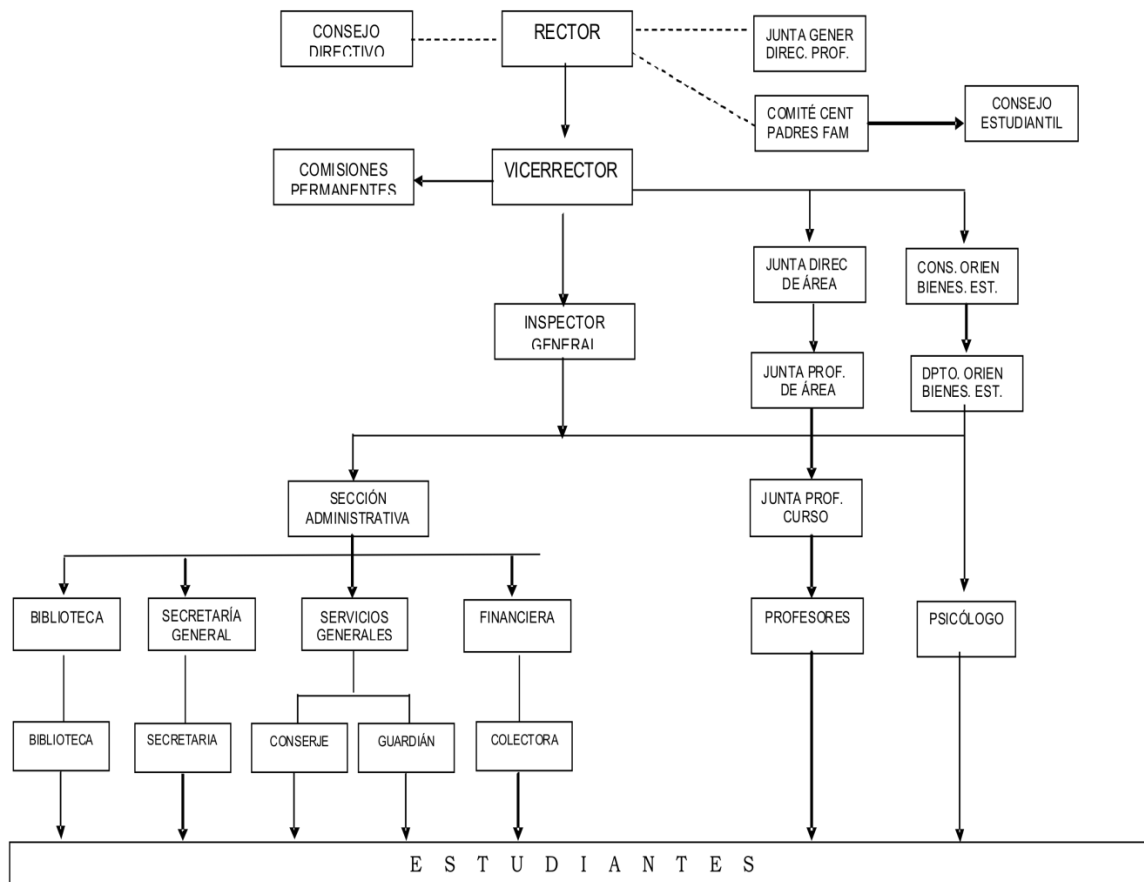 CONSEJO
DIRECTIVO
RECTOR
JUNTA GENER
DIREC. PROF.
COMITÉ CENT
PADRES FAM
CONSEJO
ESTUDIANTIL
COMISIONES
PERMANENTES
VICERRECTOR
JUNTA DIREC
DE ÁREA
CONS. ORIEN
BIENES. EST.
INSPECTOR
GENERAL
JUNTA PROF.
DE ÁREA
DPTO. ORIEN
BIENES. EST.
SECCIÓN
ADMINISTRATIVA
JUNTA PROF.
CURSO
BIBLIOTECA
SECRETARÍA
GENERAL
SERVICIOS
GENERALES
FINANCIERA
PROFESORES
PSICÓLOGO
BIBLIOTECA
SECRETARIA
CONSERJE
GUARDIÁN
COLECTORA
E S T U D I A N T E S